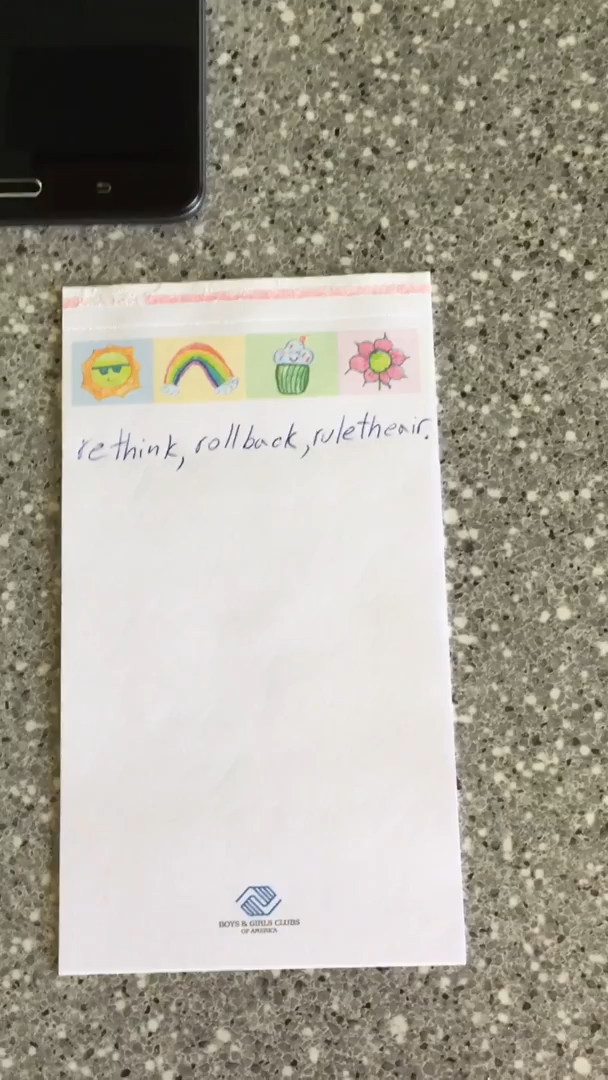 rethink, rollback, ruletheair.
BOYS & GIRLS CLUBS
OF AMERICA